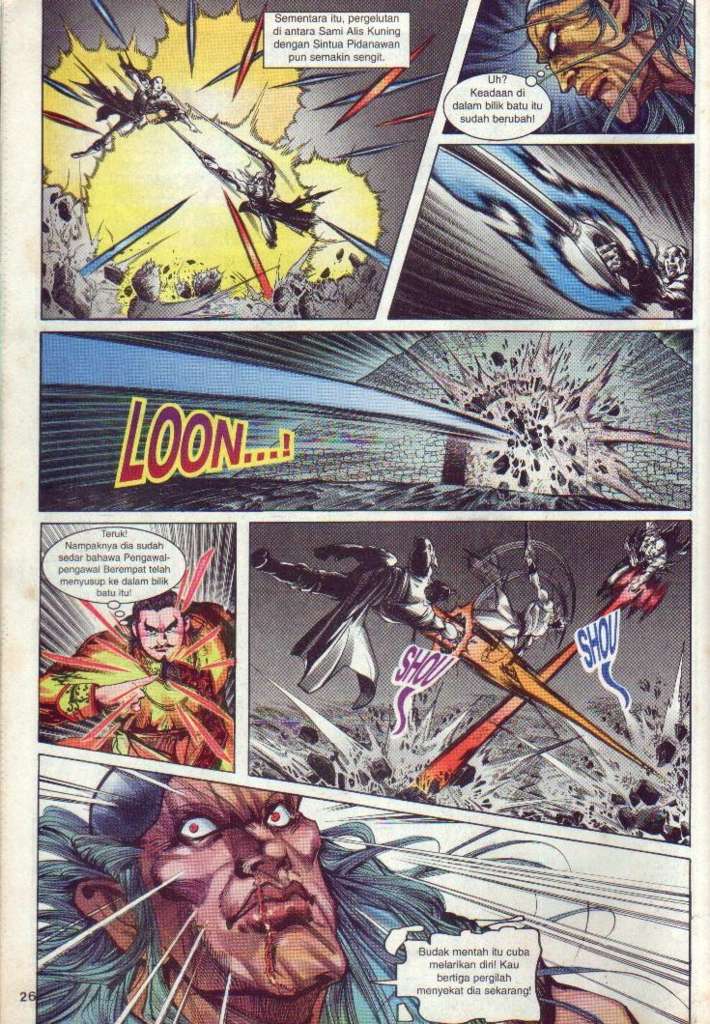 Sementara itu, pergelutan
di antara Sami Alis Kuning
dengan Sintua Pidanawan
pun semakin sengit.
Uh?
Keadaan di
dalam bilik batu itu
sudah berubah!
LOON...!
Teruk!
Nampaknya dia sudah
sedar bahawa Pengawal-
pengawal Berempat telah
menyusup ke dalam bilik
batu itu!
SHOU
SHOU
Budak mentah itu cuba
melarikan diri! Kau
bertiga pergilah
menyekat dia sekarang!
26